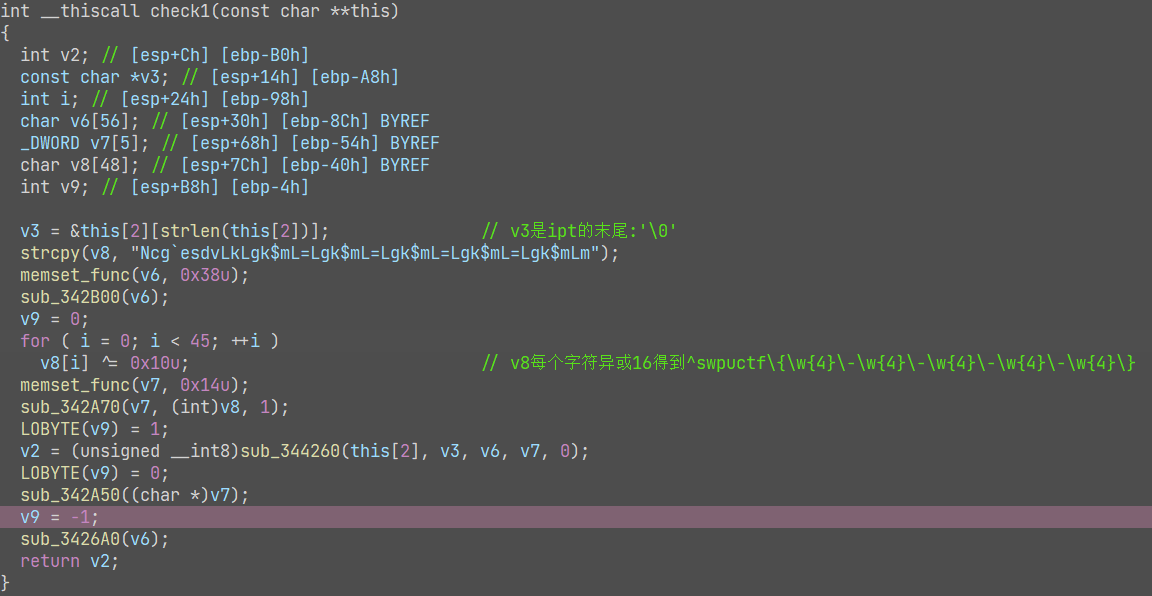 int __thiscall check1(const char **this)
{
  int v2; // [esp+Ch] [ebp-B0h]
  const char *v3; // [esp+14h] [ebp-A8h]
  int i; // [esp+24h] [ebp-98h]
  char v6[56]; // [esp+30h] [ebp-8Ch] BYREF
  _DWORD v7[5]; // [esp+68h] [ebp-54h] BYREF
  char v8[48]; // [esp+7Ch] [ebp-40h] BYREF
  int v9; // [esp+B8h] [ebp-4h]

  v3 = &this[2][strlen(this[2])]; // v3是ipt的末尾:'\0'
  strcpy(v8, "Ncg`esdvLkLgk$mL=Lgk$mL=Lgk$mL=Lgk$mL=Lgk$mLm");
  memset_func(v6, 0x38u);
  sub_342B00(v6);
  v9 = 0;
  for ( i = 0; i < 45; ++i )
    v8[i] ^= 0x10u; // v8每个字符异或16得到^swpuctf\{\w{4}\-\w{4}\-\w{4}\-\w{4}\-\w{4}\}
  memset_func(v7, 0x14u);
  sub_342A70(v7, (int)v8, 1);
  LOBYTE(v9) = 1;
  v2 = (unsigned __int8)sub_344260(this[2], v3, v6, v7, 0);
  LOBYTE(v9) = 0;
  sub_342A50((char *)v7);
  v9 = -1;
  sub_3426A0(v6);
  return v2;
}